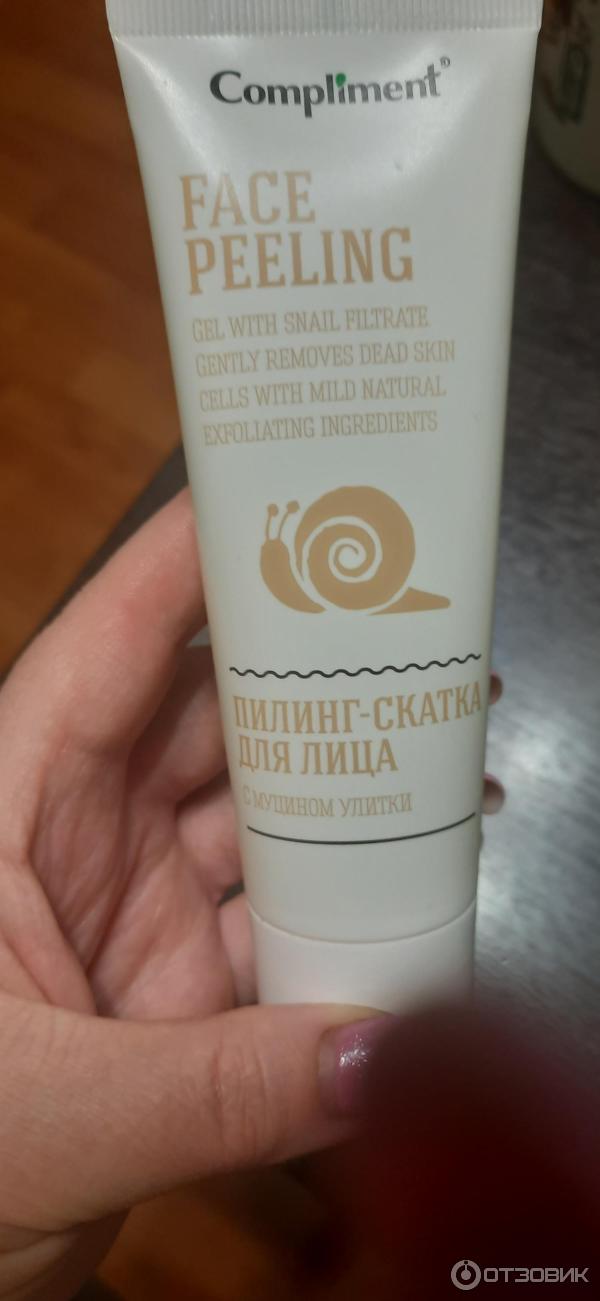 Compliment®
FACE
PEELING
GEL WITH SNAIL FILTRATE
GENTLY REMOVES DEAD SKIN
CELLS WITH MILD NATURAL
EXFOLIATING INGREDIENTS
ПИЛИНГ-СКАТКА
ДЛЯ ЛИЦА
С МУЦИНОМ УЛИТКИ
ОТЗОВИК